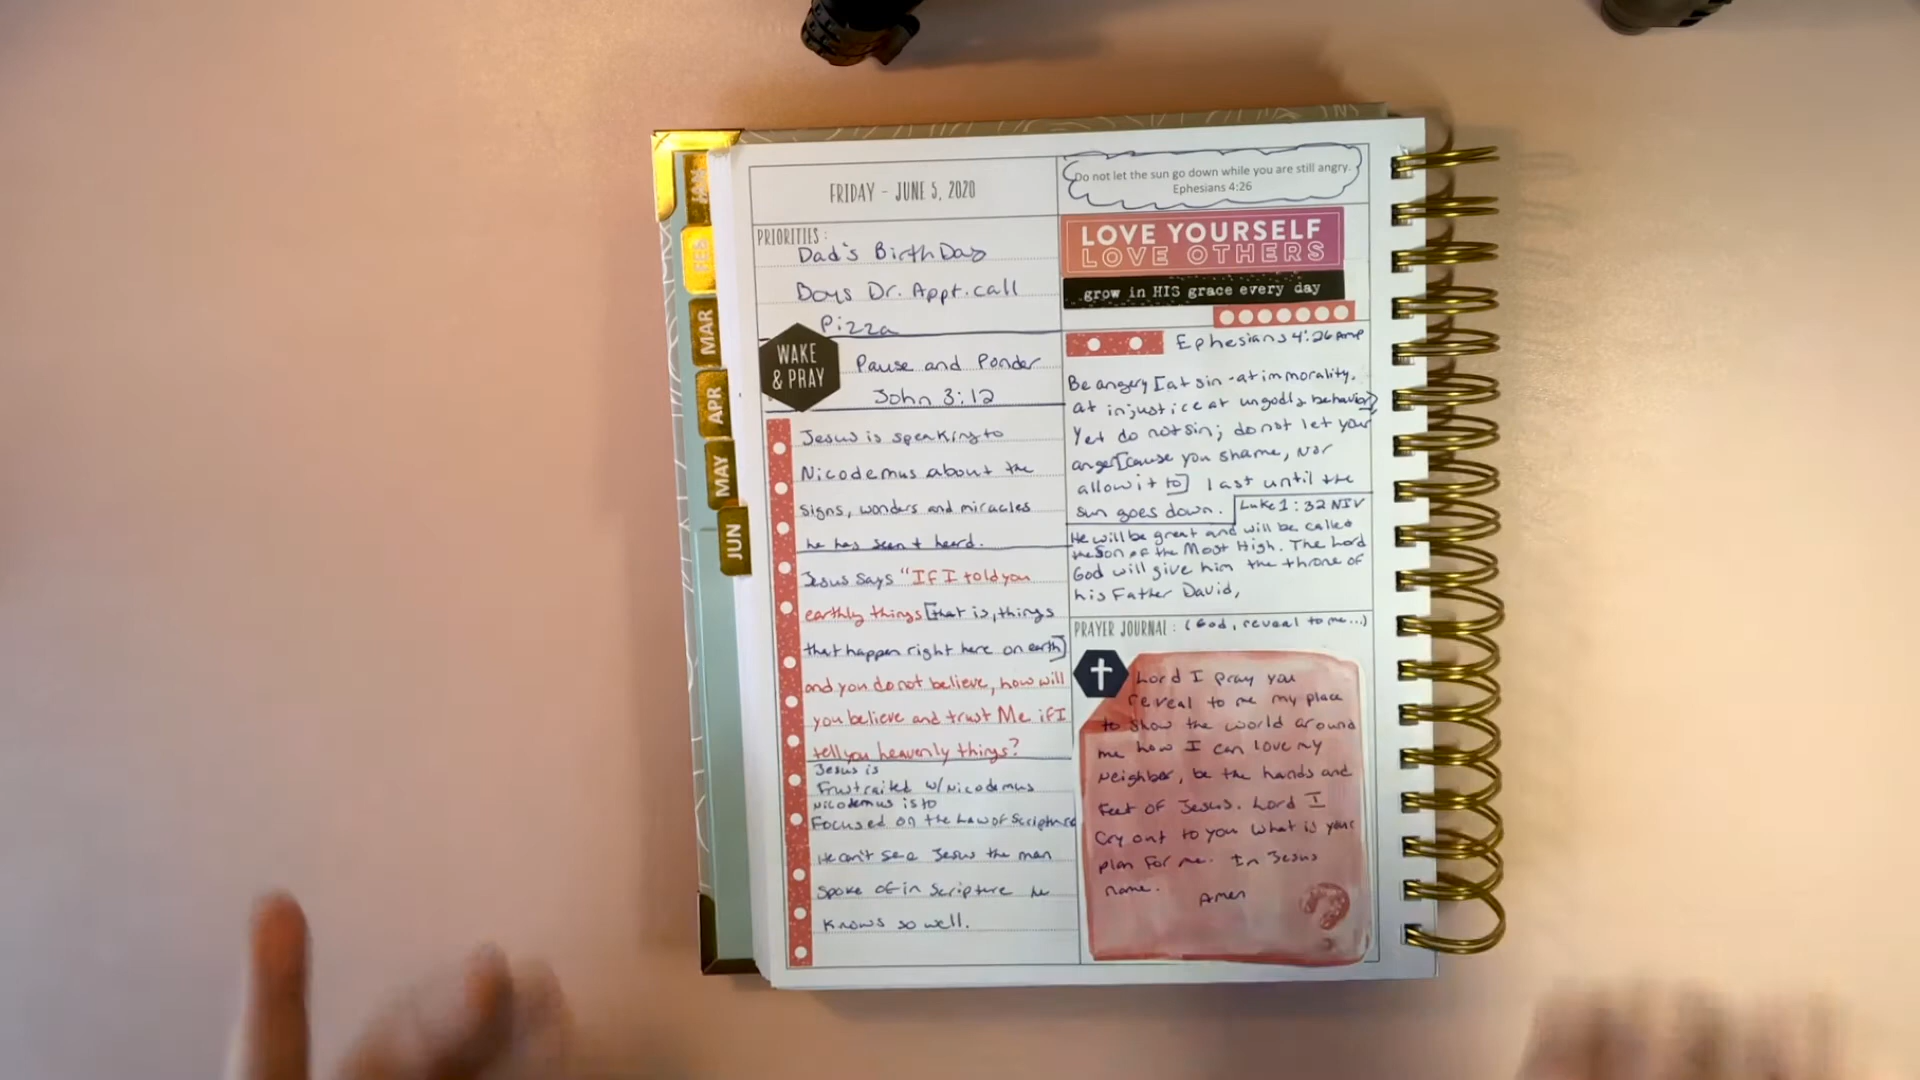 JAN
FEB
MAR
APR
MAY
JUN
FRIDAY - JUNE 5, 2020
PRIORITIES:
Dad's BirthDay
Boys Dr. Appt. call
Pizza
WAKE
& PRAY
Pause and Ponder
John 3:12
Jesus is speaking to
Nicodemus about the
signs, wonders and miracles
he has seen + heard.
Jesus says "If I told you
earthly things [that is, things
that happen right here on earth]
and you do not believe, how will
you believe and trust Me if I
tell you heavenly things?
Jesus is
Frustraited w/ Nicodemus
Nicodemus is to
Focused on the Law of Scripture
He can't see Jesus the man
spoke of in Scripture he
knows so well.
Do not let the sun go down while you are still angry.
Ephesians 4:26
LOVE YOURSELF
LOVE OTHERS
grow in HIS grace every day
Ephesians 4:26 Amp
Be angery [at sin - at immorality,
at injustice at ungodly behavior]
Yet do not sin; do not let your
anger [cause you shame, nor
allow it to] last until the
sun goes down.
Luke 1:32 NIV
He will be great and will be called
the Son of the Most High. The Lord
God will give him the throne of
his Father David,
PRAYER JOURNAL: (God, reveal to me...)
Lord I pray you
reveal to me my place
to show the world around
me how I can love my
Neighbor, be the hands and
feet of Jesus. Lord I
Cry out to you what is your
plan for me. In Jesus
name.
Amen
?